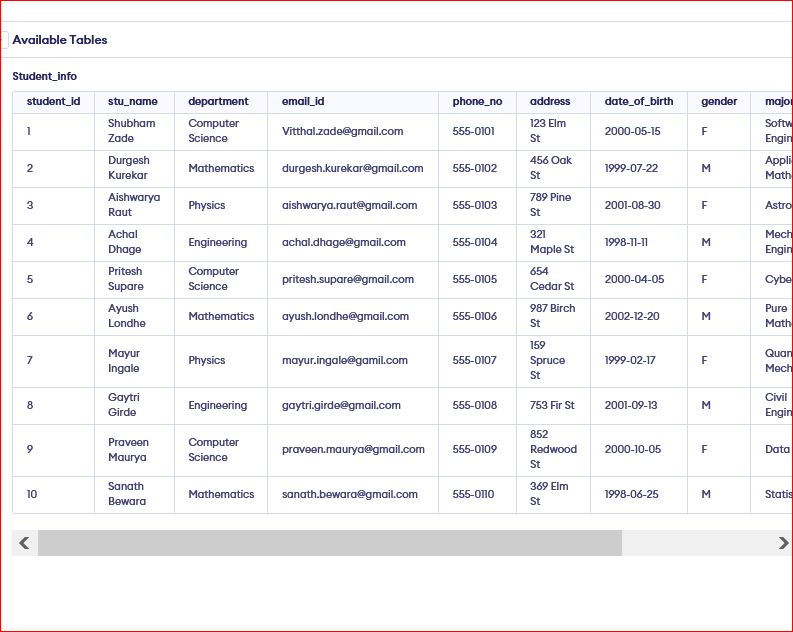 Available Tables
Student_info
student_id stu_name department email_id phone_no address date_of_birth gender major
1 Shubham Zade Computer Science Vitthal.zade@gmail.com 555-0101 123 Elm St 2000-05-15 F Softw Engin
2 Durgesh Kurekar Mathematics durgesh.kurekar@gmail.com 555-0102 456 Oak St 1999-07-22 M Appli Math
3 Aishwarya Raut Physics aishwarya.raut@gmail.com 555-0103 789 Pine St 2001-08-30 F Astro
4 Achal Dhage Engineering achal.dhage@gmail.com 555-0104 321 Maple St 1998-11-11 M Mech Engin
5 Pritesh Supare Computer Science pritesh.supare@gmail.com 555-0105 654 Cedar St 2000-04-05 F Cybe
6 Ayush Londhe Mathematics ayush.londhe@gmail.com 555-0106 987 Birch St 2002-12-20 M Pure Math
7 Mayur Ingale Physics mayur.ingale@gamil.com 555-0107 159 Spruce St 1999-02-17 F Quan Mech
8 Gaytri Girde Engineering gaytri.girde@gmail.com 555-0108 753 Fir St 2001-09-13 M Civil Engin
9 Praveen Maurya Computer Science praveen.maurya@gmail.com 555-0109 852 Redwood St 2000-10-05 F Data
10 Sanath Bewara Mathematics sanath.bewara@gmail.com 555-0110 369 Elm St 1998-06-25 M Statis